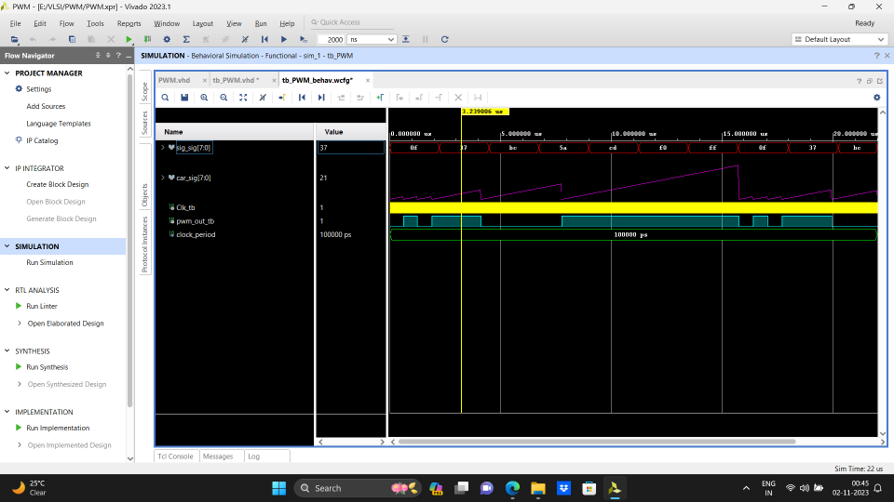 PWM - [E:/VLSI/PWM/PWM.xpr] - Vivado 2023.1
File Edit Flow Tools Reports Window Layout View Run Help Quick Access Ready
2000 ns Default Layout
Flow Navigator SIMULATION - Behavioral Simulation - Functional - sim_1 - tb_PWM
PROJECT MANAGER
Settings
Add Sources
Language Templates
IP Catalog
IP INTEGRATOR
Create Block Design
Open Block Design
Generate Block Design
SIMULATION
Run Simulation
RTL ANALYSIS
Run Linter
Open Elaborated Design
SYNTHESIS
Run Synthesis
Open Synthesized Design
IMPLEMENTATION
Run Implementation
Open Implemented Design
Scope
Sources
Objects
Protocol Instances
PWM.vhd tb_PWM.vhd * tb_PWM_behav.wcfg*
3.239006 us
Name Value 0.000000 us 5.000000 us 10.000000 us 15.000000 us 20.000000 us
sig_sig[7:0] 37 0f 37 bc 5a cd f0 ff 0f 37 bc
car_sig[7:0] 21
Clk_tb 1
pwm_out_tb 1
clock_period 100000 ps 100000 ps
Tcl Console Messages Log
Sim Time: 22 us
25°C
Clear
Search
ENG
IN
00:45
02-11-2023